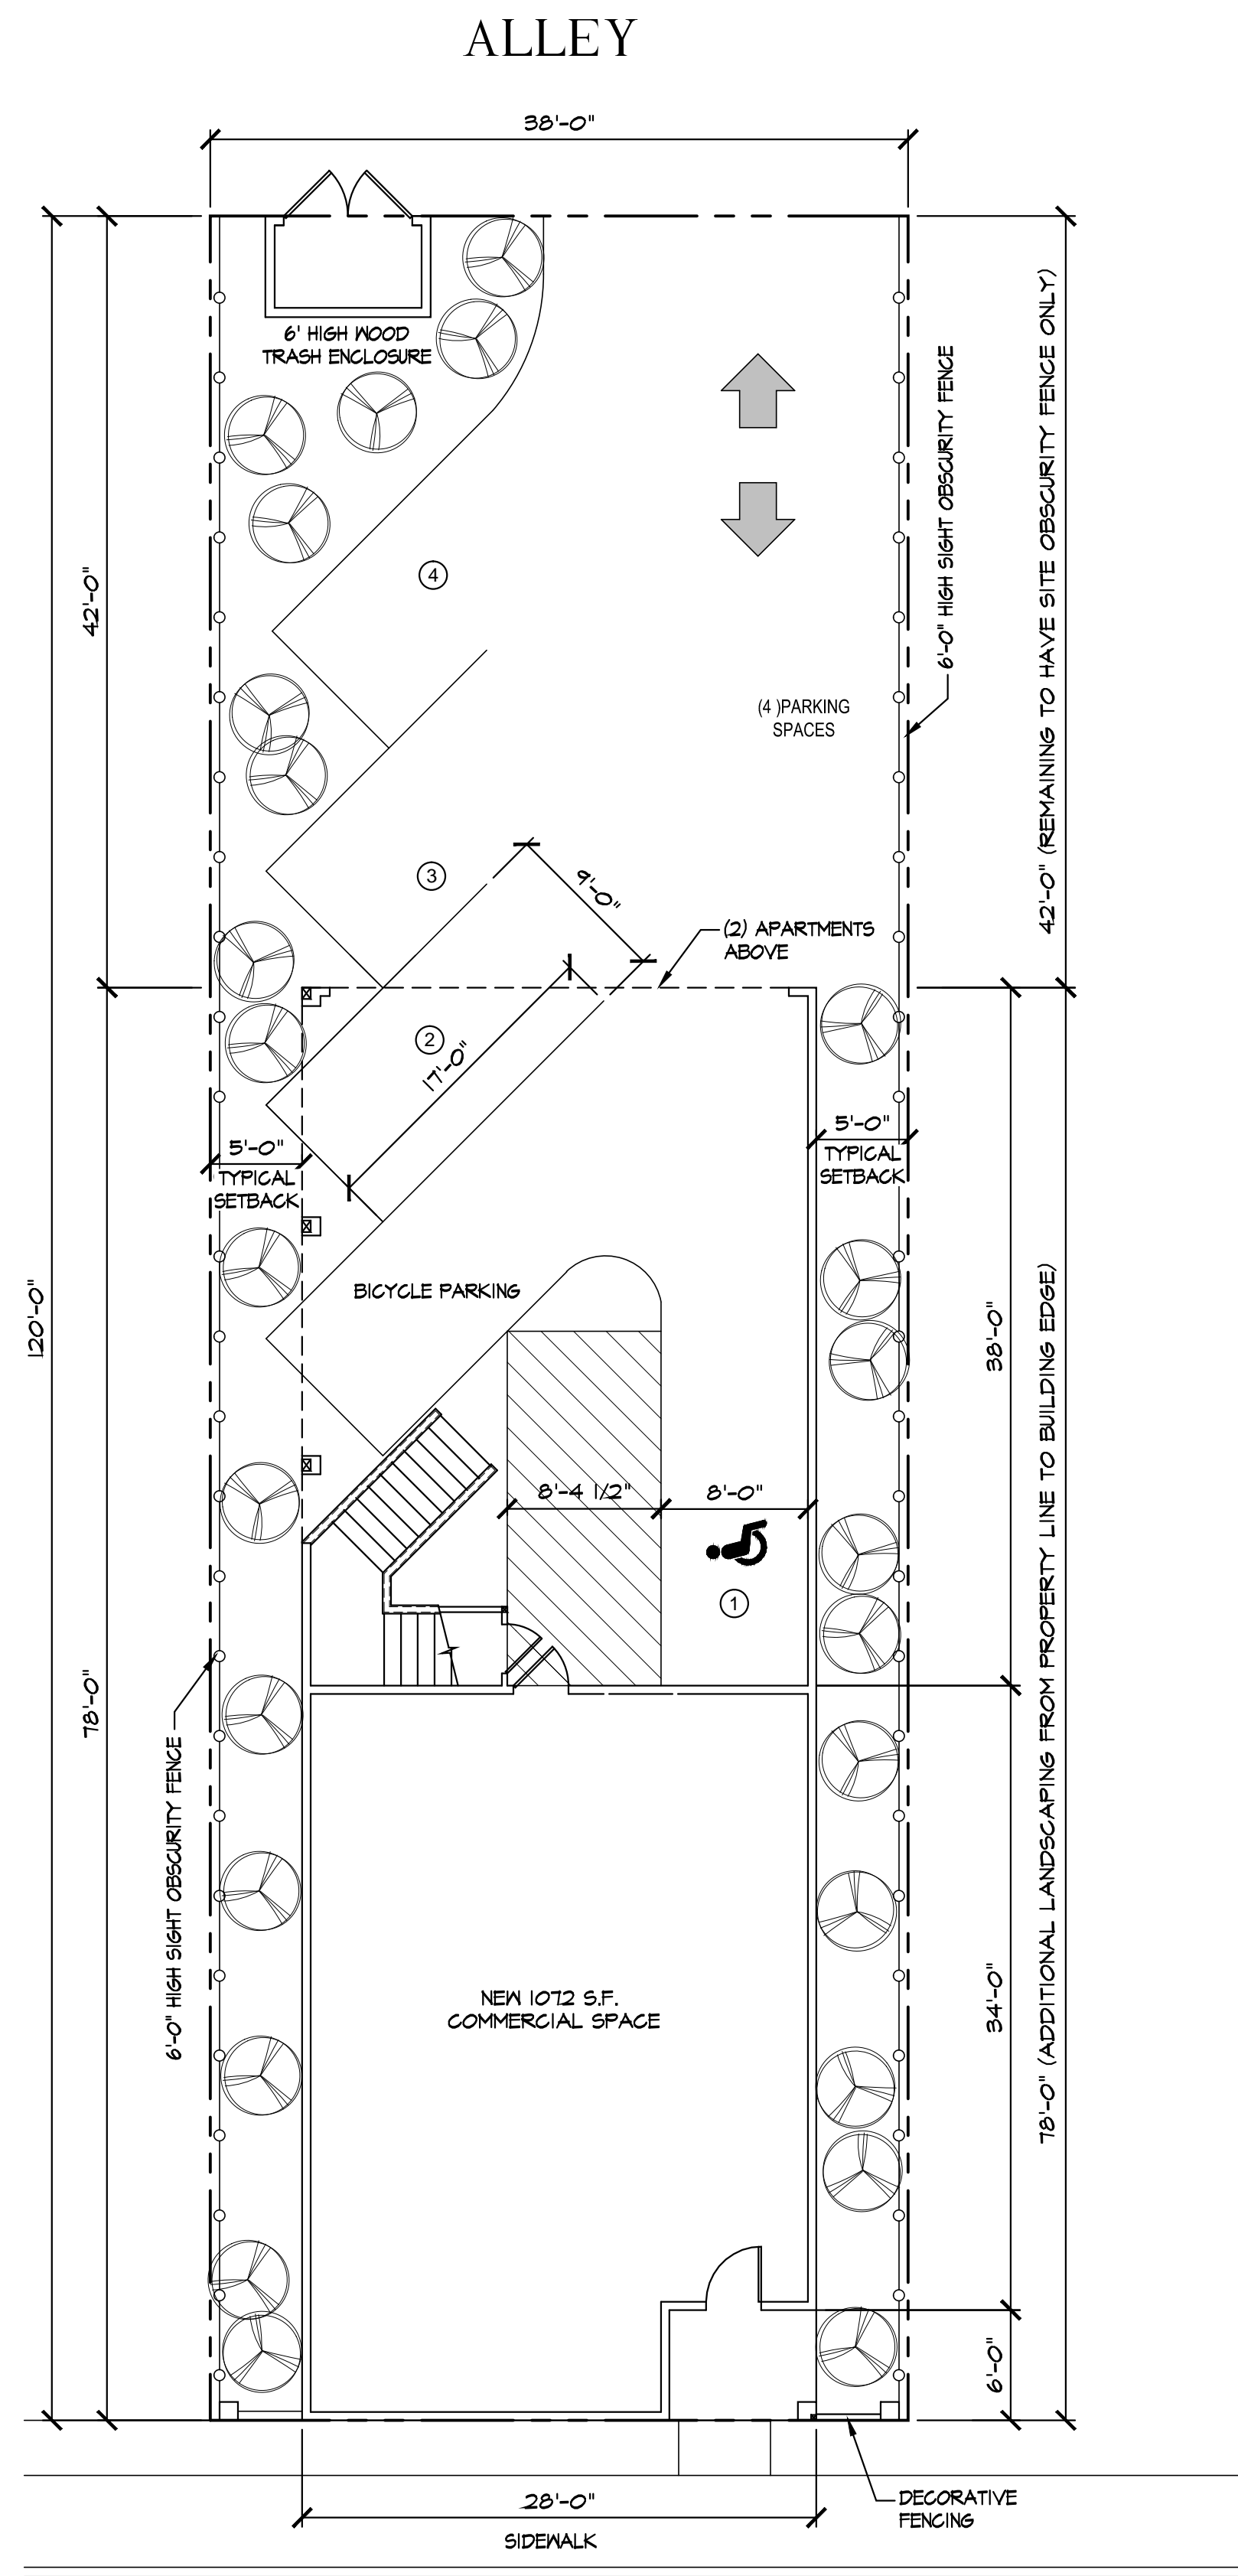 ALLEY
38'-0"
6' HIGH WOOD
TRASH ENCLOSURE
42'-0" (REMAINING TO HAVE SITE OBSCURITY FENCE ONLY)
6'-0" HIGH SIGHT OBSCURITY FENCE
42'-0"
4
(4 )PARKING
SPACES
3
9'-0"
(2) APARTMENTS
ABOVE
2
17'-0"
5'-0"
TYPICAL
SETBACK
5'-0"
TYPICAL
SETBACK
120'-0"
BICYCLE PARKING
38'-0"
78'-0" (ADDITIONAL LANDSCAPING FROM PROPERTY LINE TO BUILDING EDGE)
8'-4 1/2"
8'-0"
1
78'-0"
6'-0" HIGH SIGHT OBSCURITY FENCE
NEW 1072 S.F.
COMMERCIAL SPACE
34'-0"
6'-0"
28'-0"
DECORATIVE
FENCING
SIDEWALK